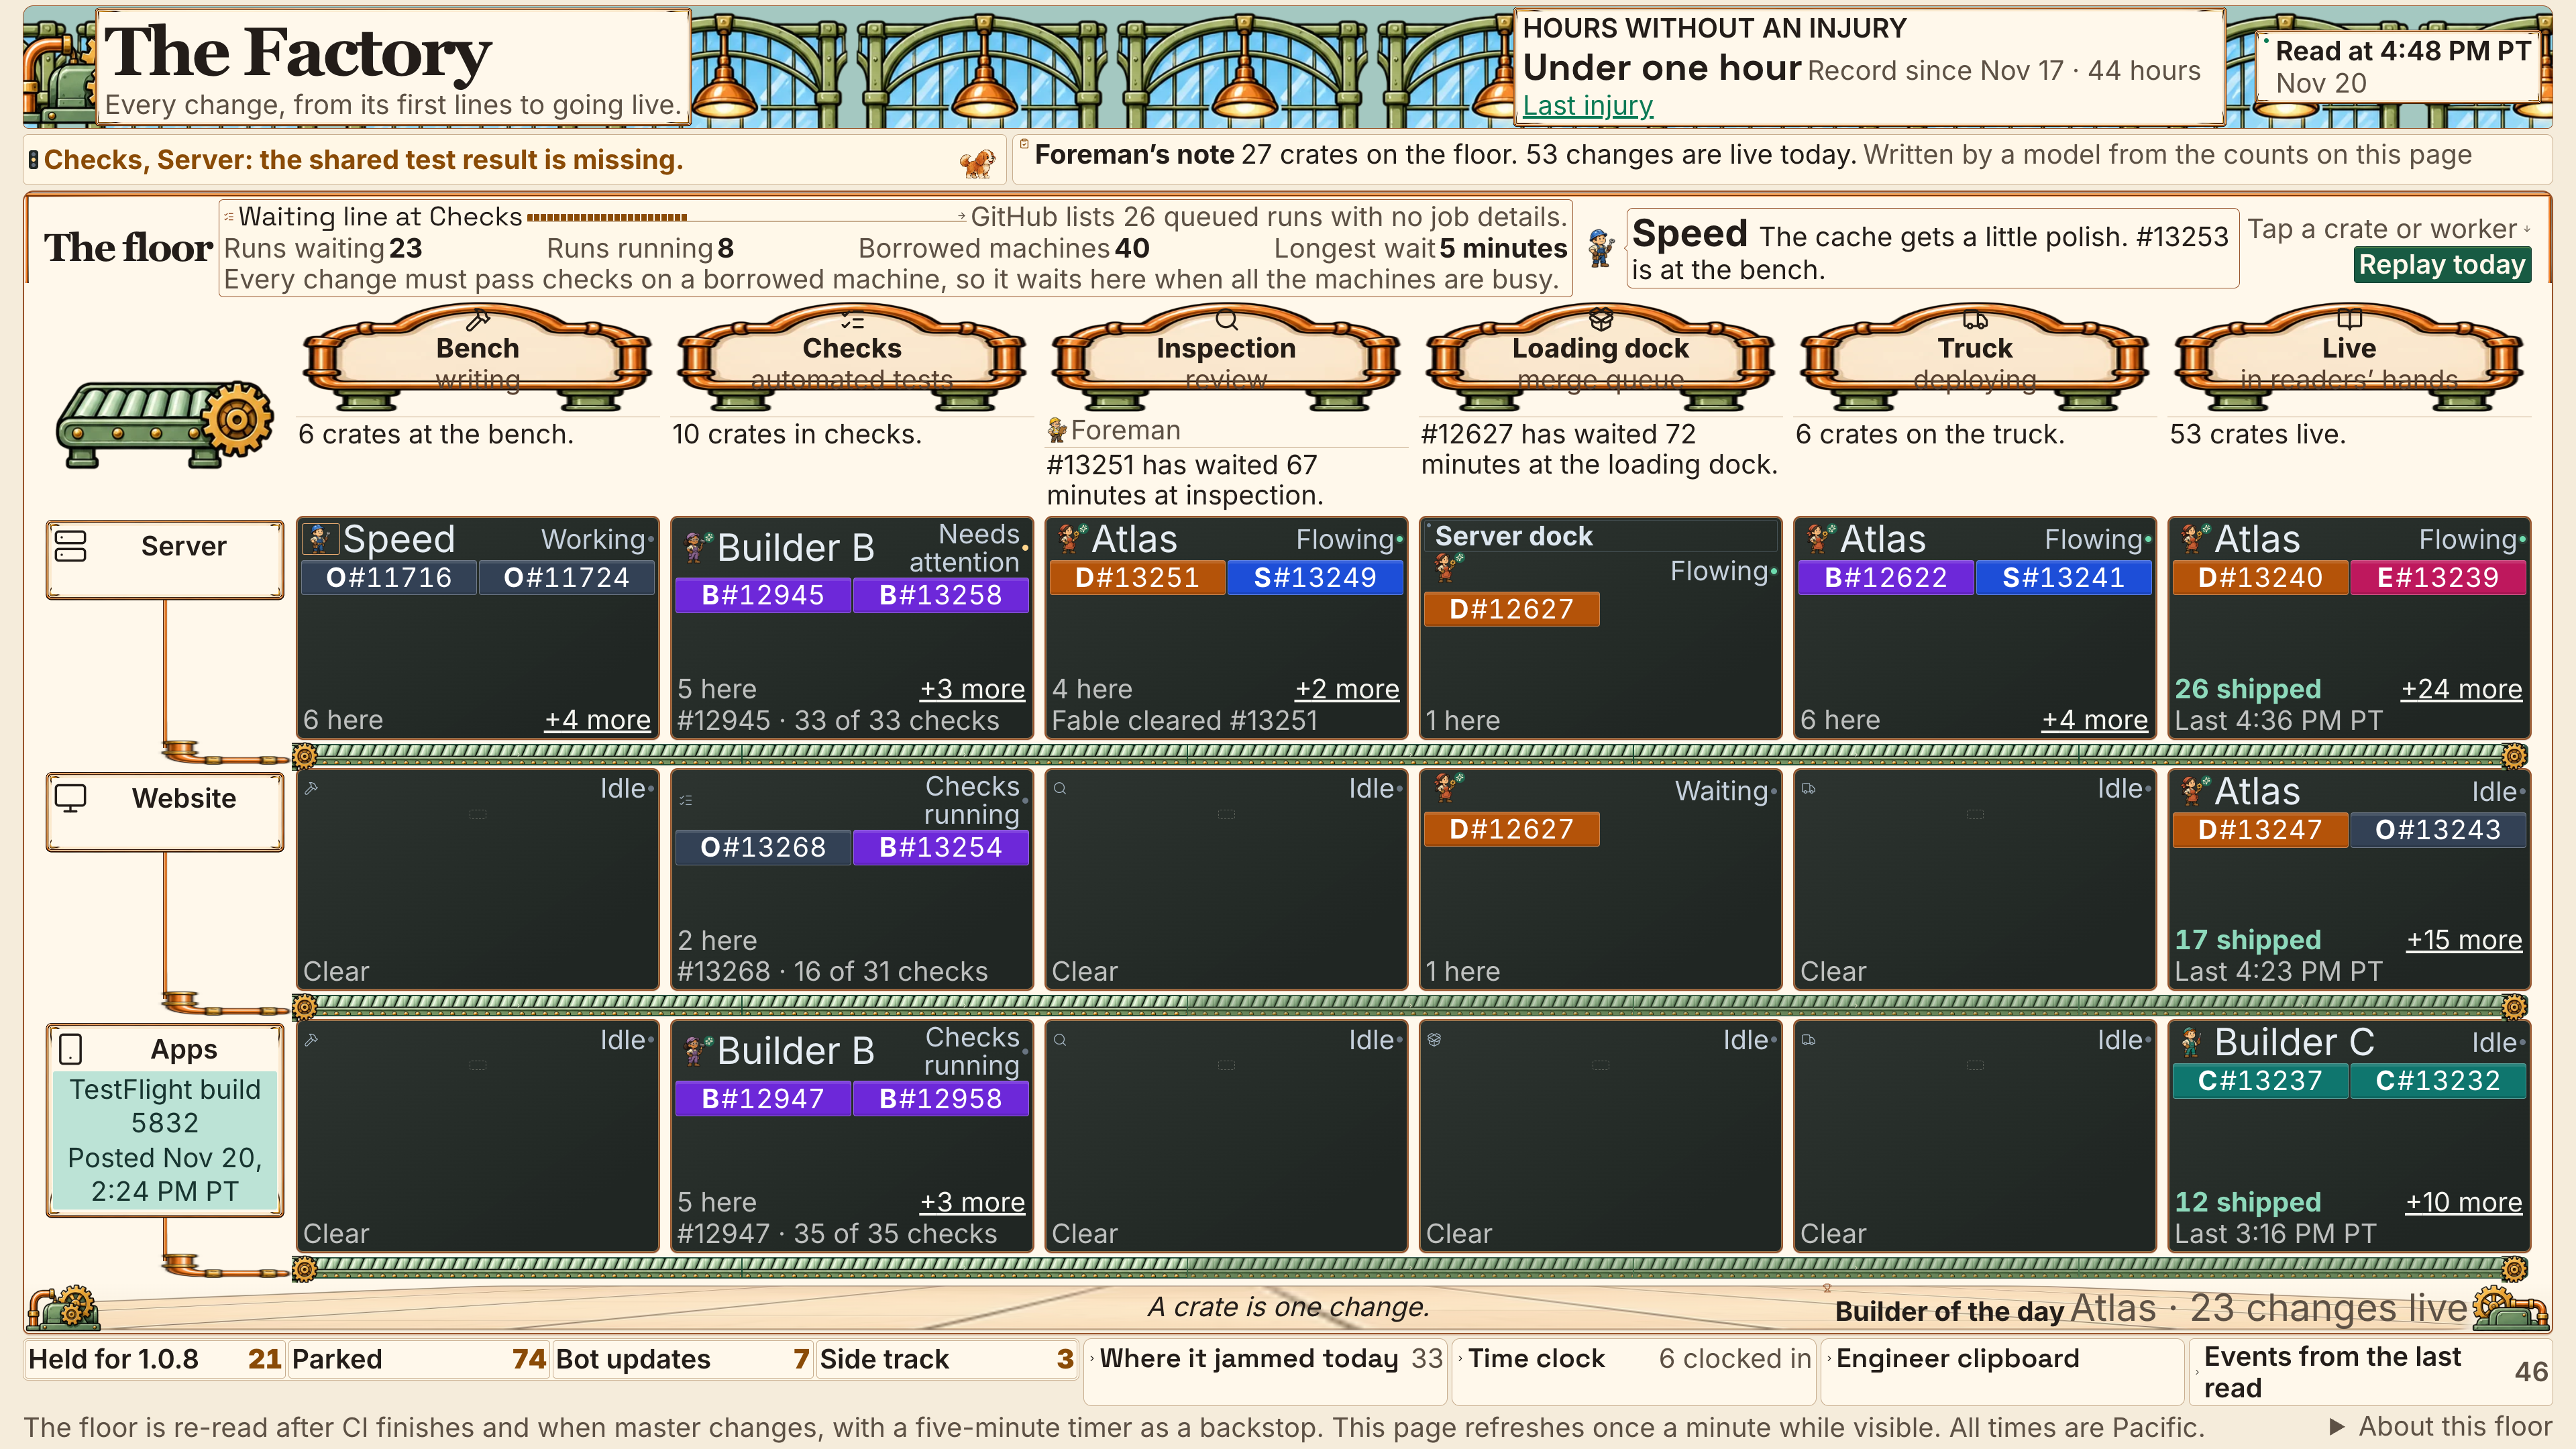 The Factory
Every change, from its first lines to going live.
HOURS WITHOUT AN INJURY
Under one hour Record since Nov 17 · 44 hours
Last injury
Read at 4:48 PM PT
Nov 20
Checks, Server: the shared test result is missing.
Foreman’s note 27 crates on the floor. 53 changes are live today. Written by a model from the counts on this page
The floor
Waiting line at Checks
GitHub lists 26 queued runs with no job details.
Runs waiting 23 Runs running 8 Borrowed machines 40 Longest wait 5 minutes
Every change must pass checks on a borrowed machine, so it waits here when all the machines are busy.
Speed The cache gets a little polish. #13253
is at the bench.
Tap a crate or worker
Replay today
Bench
writing
Checks
automated tests
Inspection
review
Loading dock
merge queue
Truck
deploying
Live
in readers’ hands
6 crates at the bench.
10 crates in checks.
Foreman
#13251 has waited 67
minutes at inspection.
#12627 has waited 72
minutes at the loading dock.
6 crates on the truck.
53 crates live.
Server
Speed Working
O#11716 O#11724
6 here +4 more
Builder B Needs
attention
B#12945 B#13258
5 here +3 more
#12945 · 33 of 33 checks
Atlas Flowing
D#13251 S#13249
4 here +2 more
Fable cleared #13251
Server dock
Flowing
D#12627
1 here
Atlas Flowing
B#12622 S#13241
6 here +4 more
Atlas Flowing
D#13240 E#13239
26 shipped +24 more
Last 4:36 PM PT
Website
Idle
Clear
Checks
running
O#13268 B#13254
2 here
#13268 · 16 of 31 checks
Idle
Clear
Waiting
D#12627
1 here
Idle
Clear
Atlas Idle
D#13247 O#13243
17 shipped +15 more
Last 4:23 PM PT
Apps
TestFlight build
5832
Posted Nov 20,
2:24 PM PT
Idle
Clear
Builder B Checks
running
B#12947 B#12958
5 here +3 more
#12947 · 35 of 35 checks
Idle
Clear
Idle
Clear
Idle
Clear
Builder C Idle
C#13237 C#13232
12 shipped +10 more
Last 3:16 PM PT
A crate is one change.
Builder of the day Atlas · 23 changes live
Held for 1.0.8 21
Parked 74
Bot updates 7
Side track 3
Where it jammed today 33
Time clock 6 clocked in
Engineer clipboard
Events from the last
read 46
The floor is re-read after CI finishes and when master changes, with a five-minute timer as a backstop. This page refreshes once a minute while visible. All times are Pacific.
About this floor